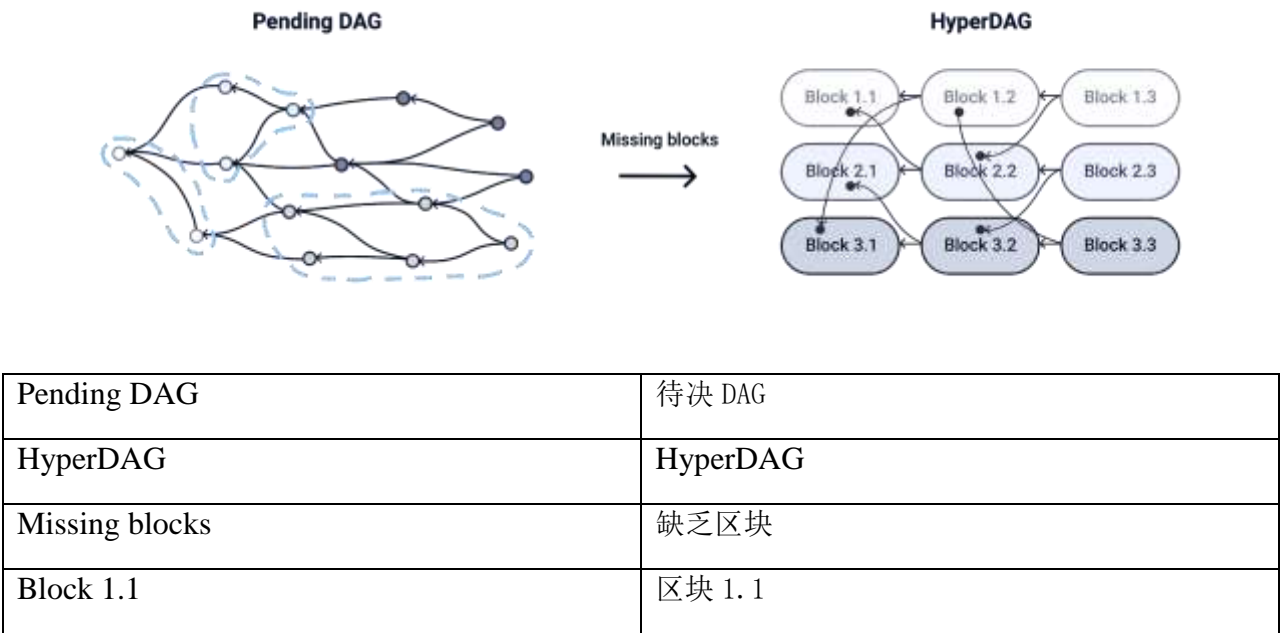 Pending DAG
HyperDAG
Missing blocks
Block 1.1
Block 1.2
Block 1.3
Block 2.1
Block 2.2
Block 2.3
Block 3.1
Block 3.2
Block 3.3
Pending DAG
待决 DAG
HyperDAG
HyperDAG
Missing blocks
缺乏区块
Block 1.1
区块 1.1